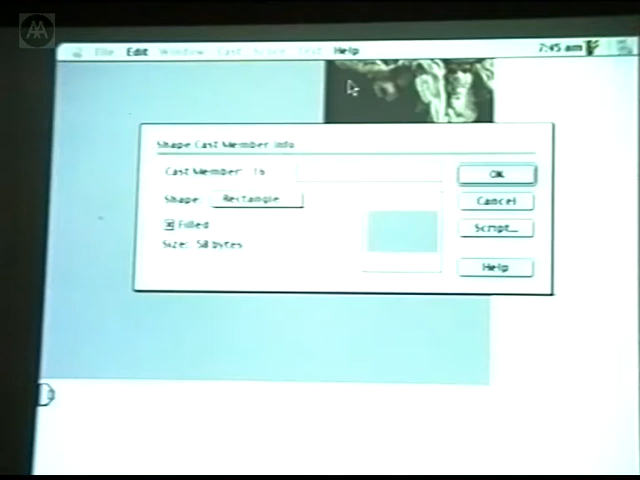 AA
File Edit Window Cast Score Text Help 7:45 am
Shape Cast Member Info
Cast Member: 16
OK
Shape: Rectangle
Cancel
Filled
Script...
Size: 58 bytes
Help